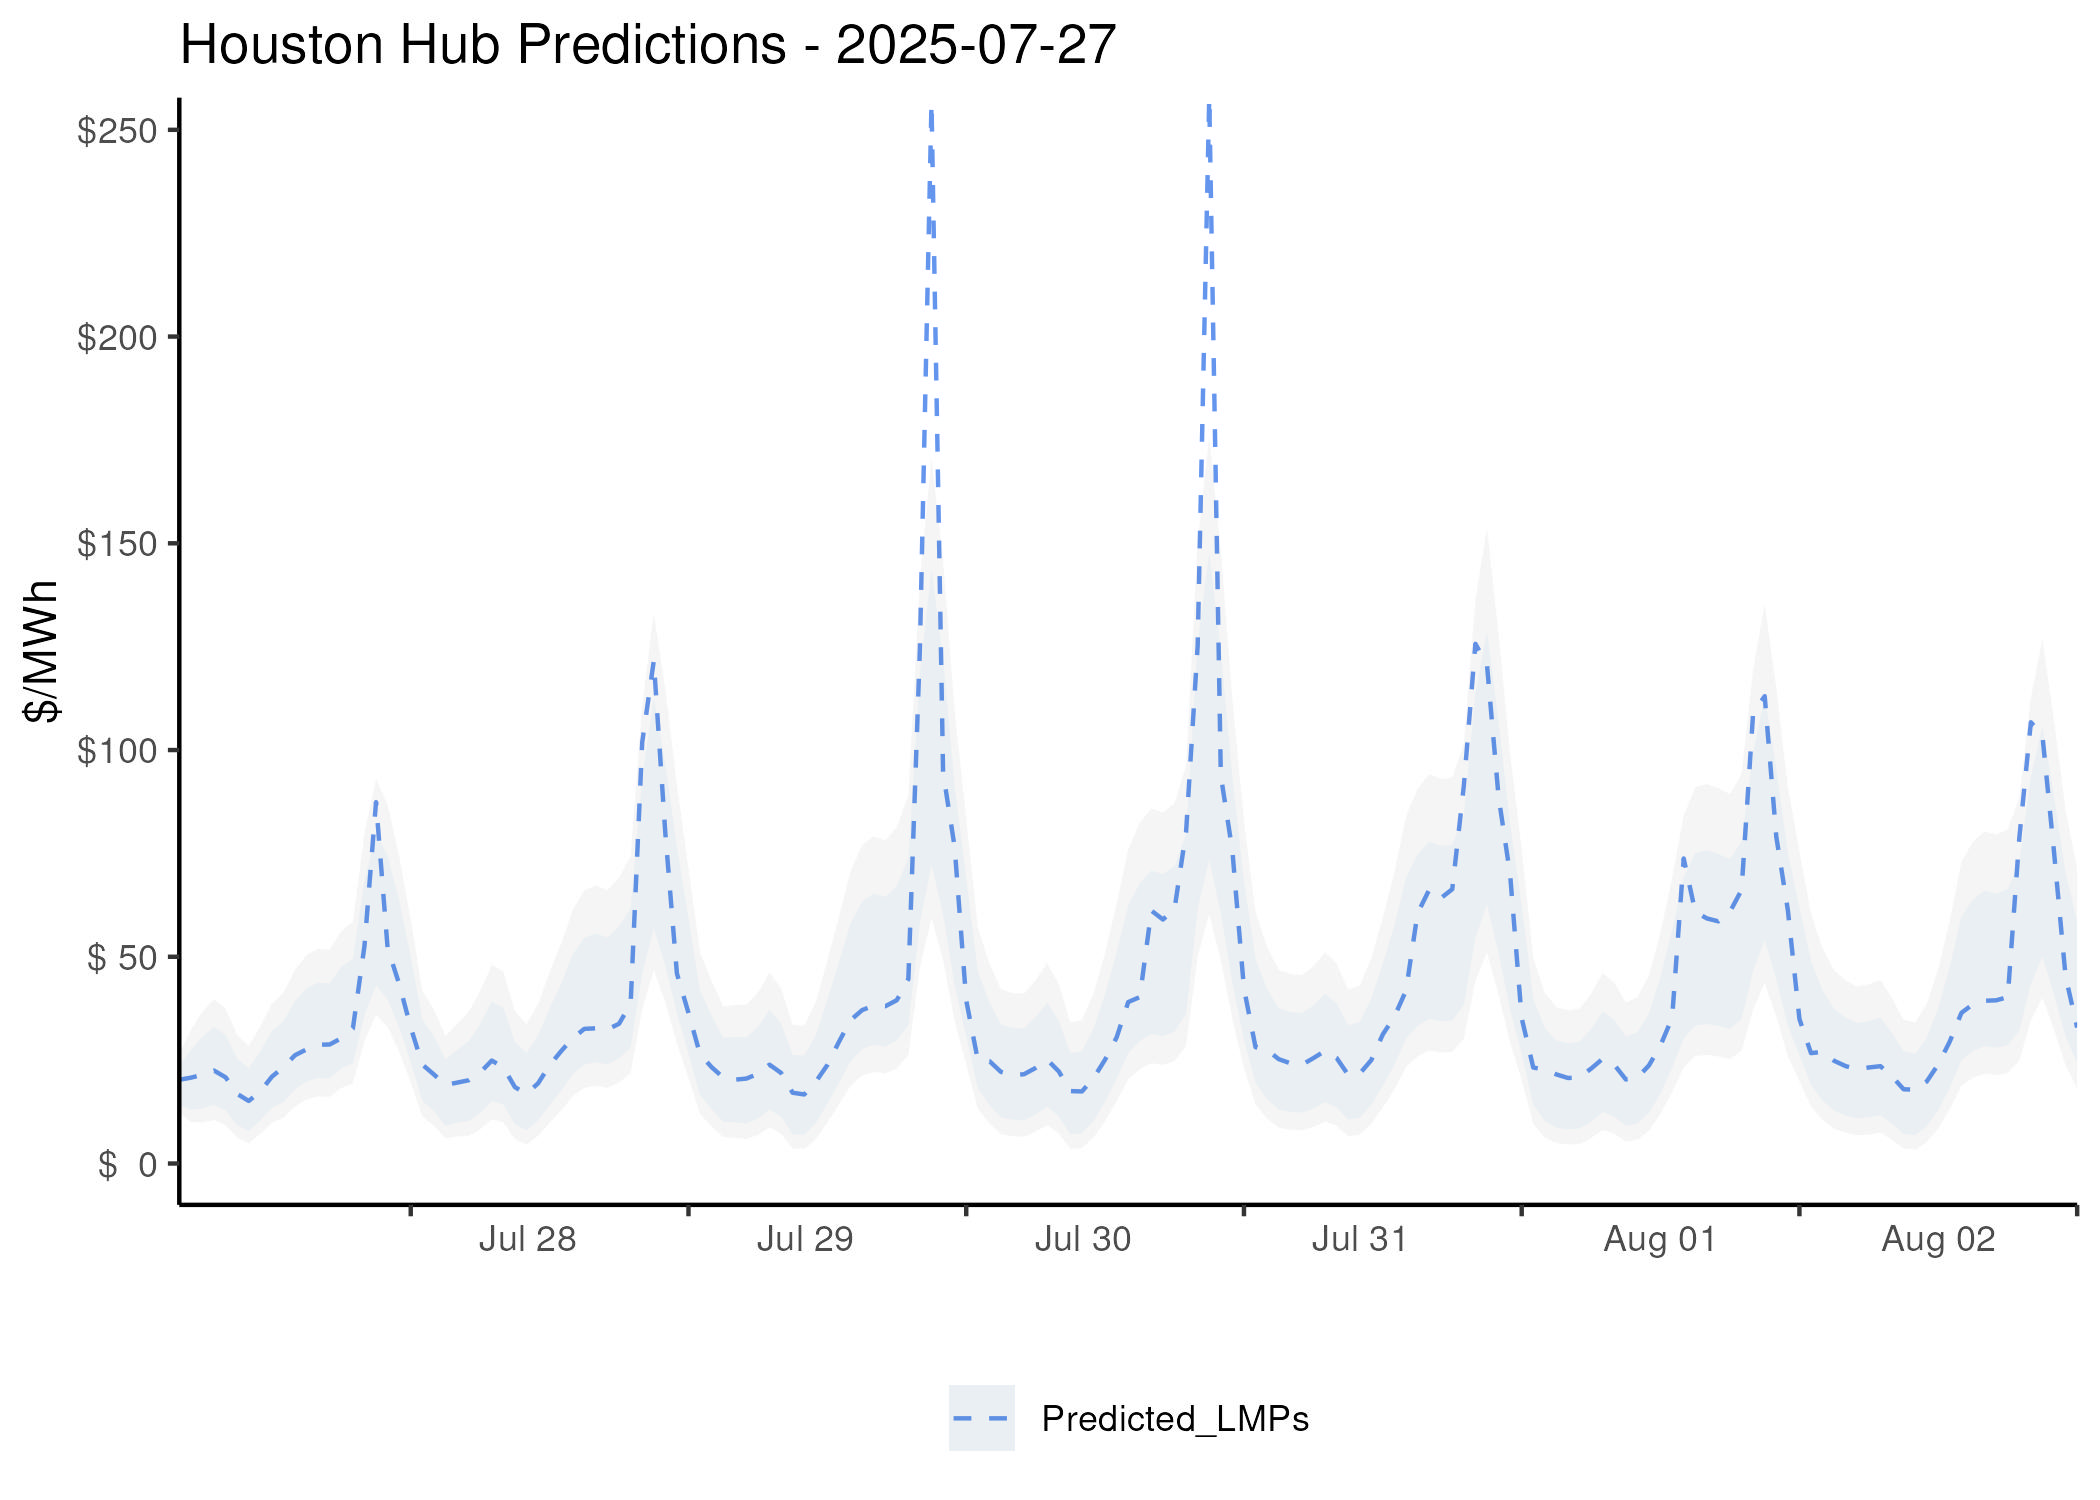 Houston Hub Predictions - 2025-07-27
$/MWh
$250
$200
$150
$100
$ 50
$  0
Jul 28
Jul 29
Jul 30
Jul 31
Aug 01
Aug 02
Predicted_LMPs